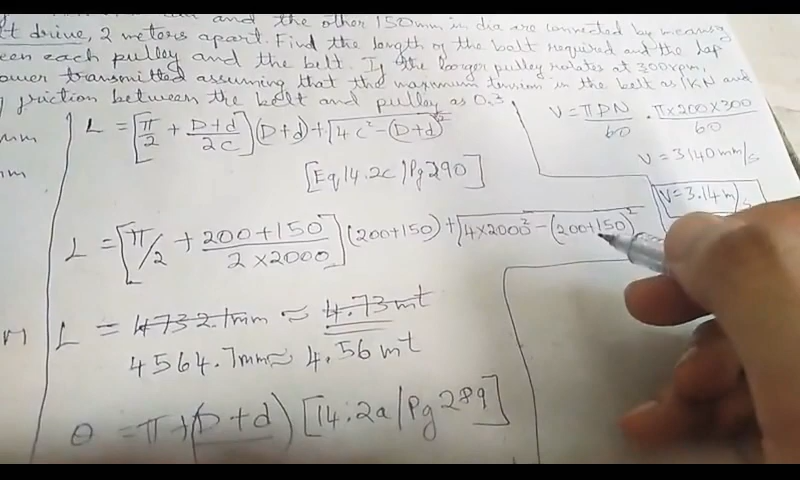 and the other 150mm in dia are connected by means
lt drive, 2 meters apart. Find the length of the belt required and the lap
een each pulley and the belt. If the larger pulley rotates at 300rpm,
ower transmitted assuming that the maximum tension in the belt as 1KN and
friction between the belt and pulley as 0.3
mm
L = [π/2 + D+d/2C] (D+d) + √4C² - (D+d)²
[Eq 14.2c / Pg 290]
V = πDN/60 . π×200×300/60
V = 3140 mm/s
V = 3.14 m/s
L = [π/2 + 200+150/2×2000] (200+150) + √4×2000² - (200+150)²
L = 4732.1mm ≈ 4.73 mt
4564.7mm ≈ 4.56 mt
θ = π + (D+d) [14.2a / Pg 289]